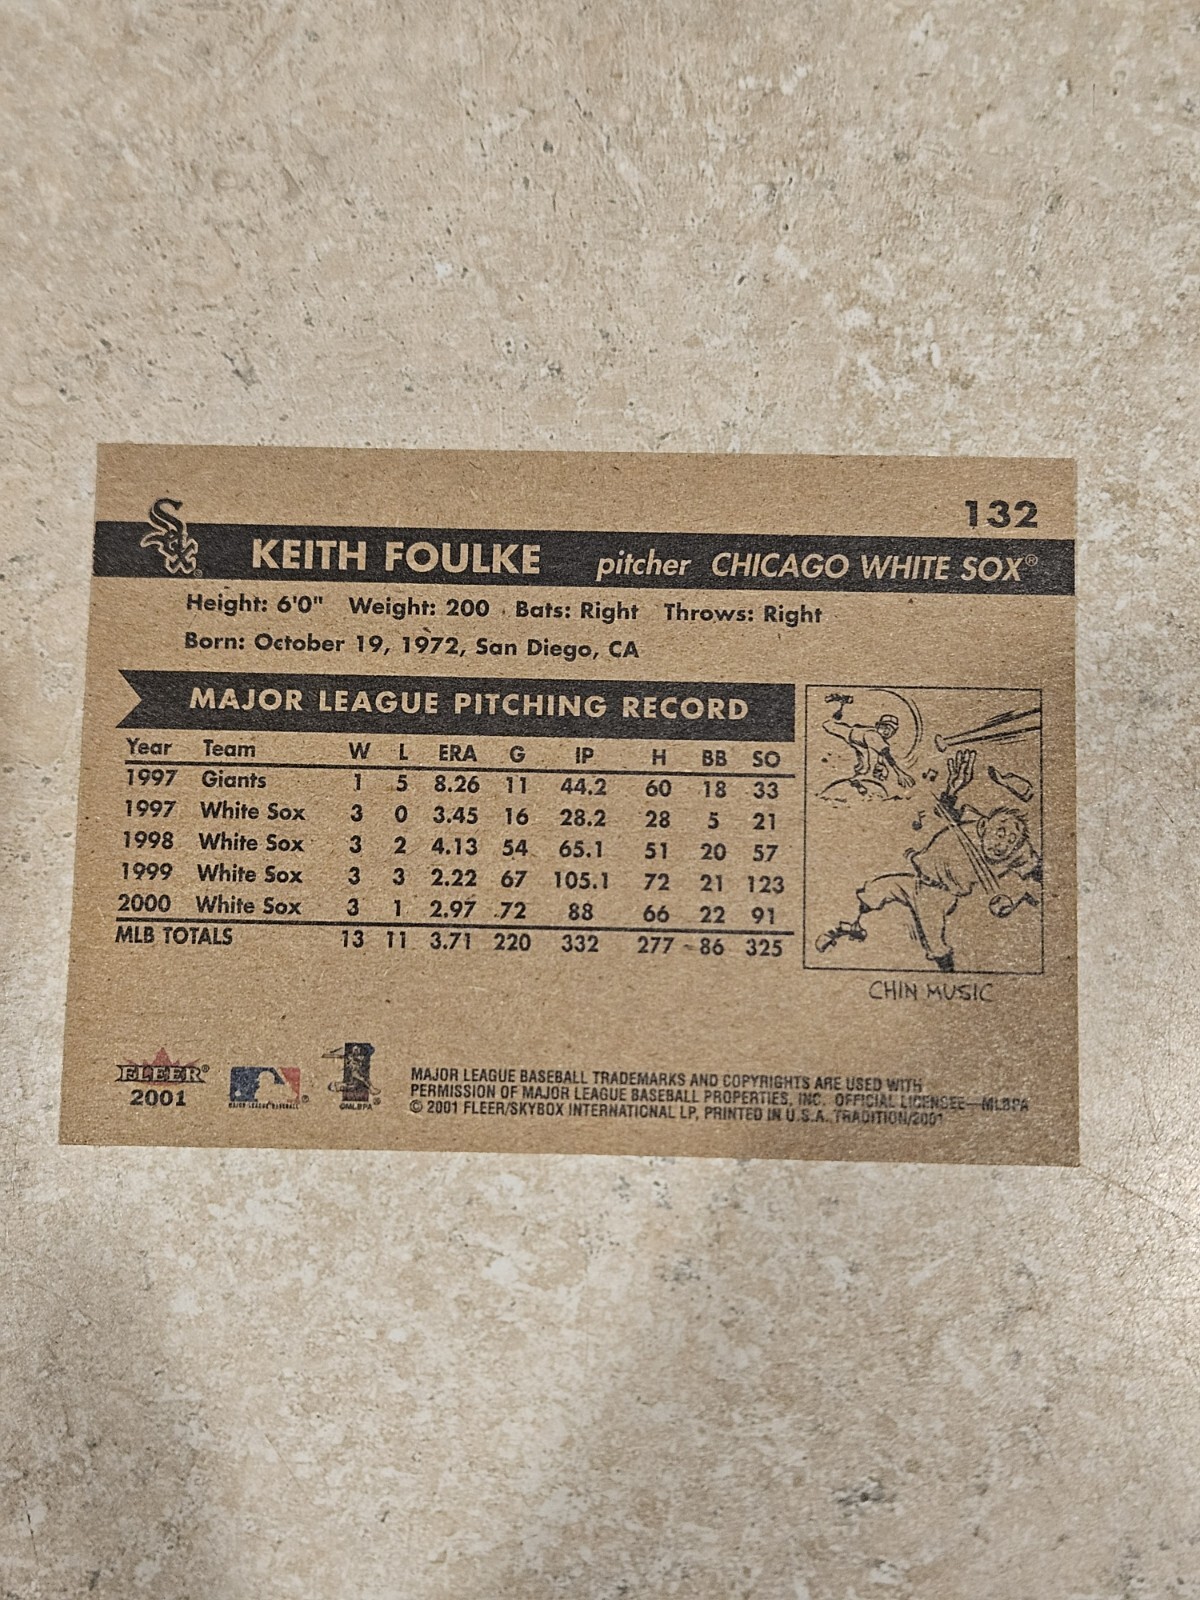 132
KEITH FOULKE pitcher CHICAGO WHITE SOX®
Height: 6'0" Weight: 200 Bats: Right Throws: Right
Born: October 19, 1972, San Diego, CA
MAJOR LEAGUE PITCHING RECORD
Year Team W L ERA G IP H BB SO
1997 Giants 1 5 8.26 11 44.2 60 18 33
1997 White Sox 3 0 3.45 16 28.2 28 5 21
1998 White Sox 3 2 4.13 54 65.1 51 20 57
1999 White Sox 3 3 2.22 67 105.1 72 21 123
2000 White Sox 3 1 2.97 72 88 66 22 91
MLB TOTALS 13 11 3.71 220 332 277 86 325
CHIN MUSIC
FLEER®
2001
MAJOR LEAGUE BASEBALL
©MLBPA
MAJOR LEAGUE BASEBALL TRADEMARKS AND COPYRIGHTS ARE USED WITH
PERMISSION OF MAJOR LEAGUE BASEBALL PROPERTIES, INC. OFFICIAL LICENSEE—MLBPA
© 2001 FLEER/SKYBOX INTERNATIONAL LP, PRINTED IN U.S.A. TRADITION/2001